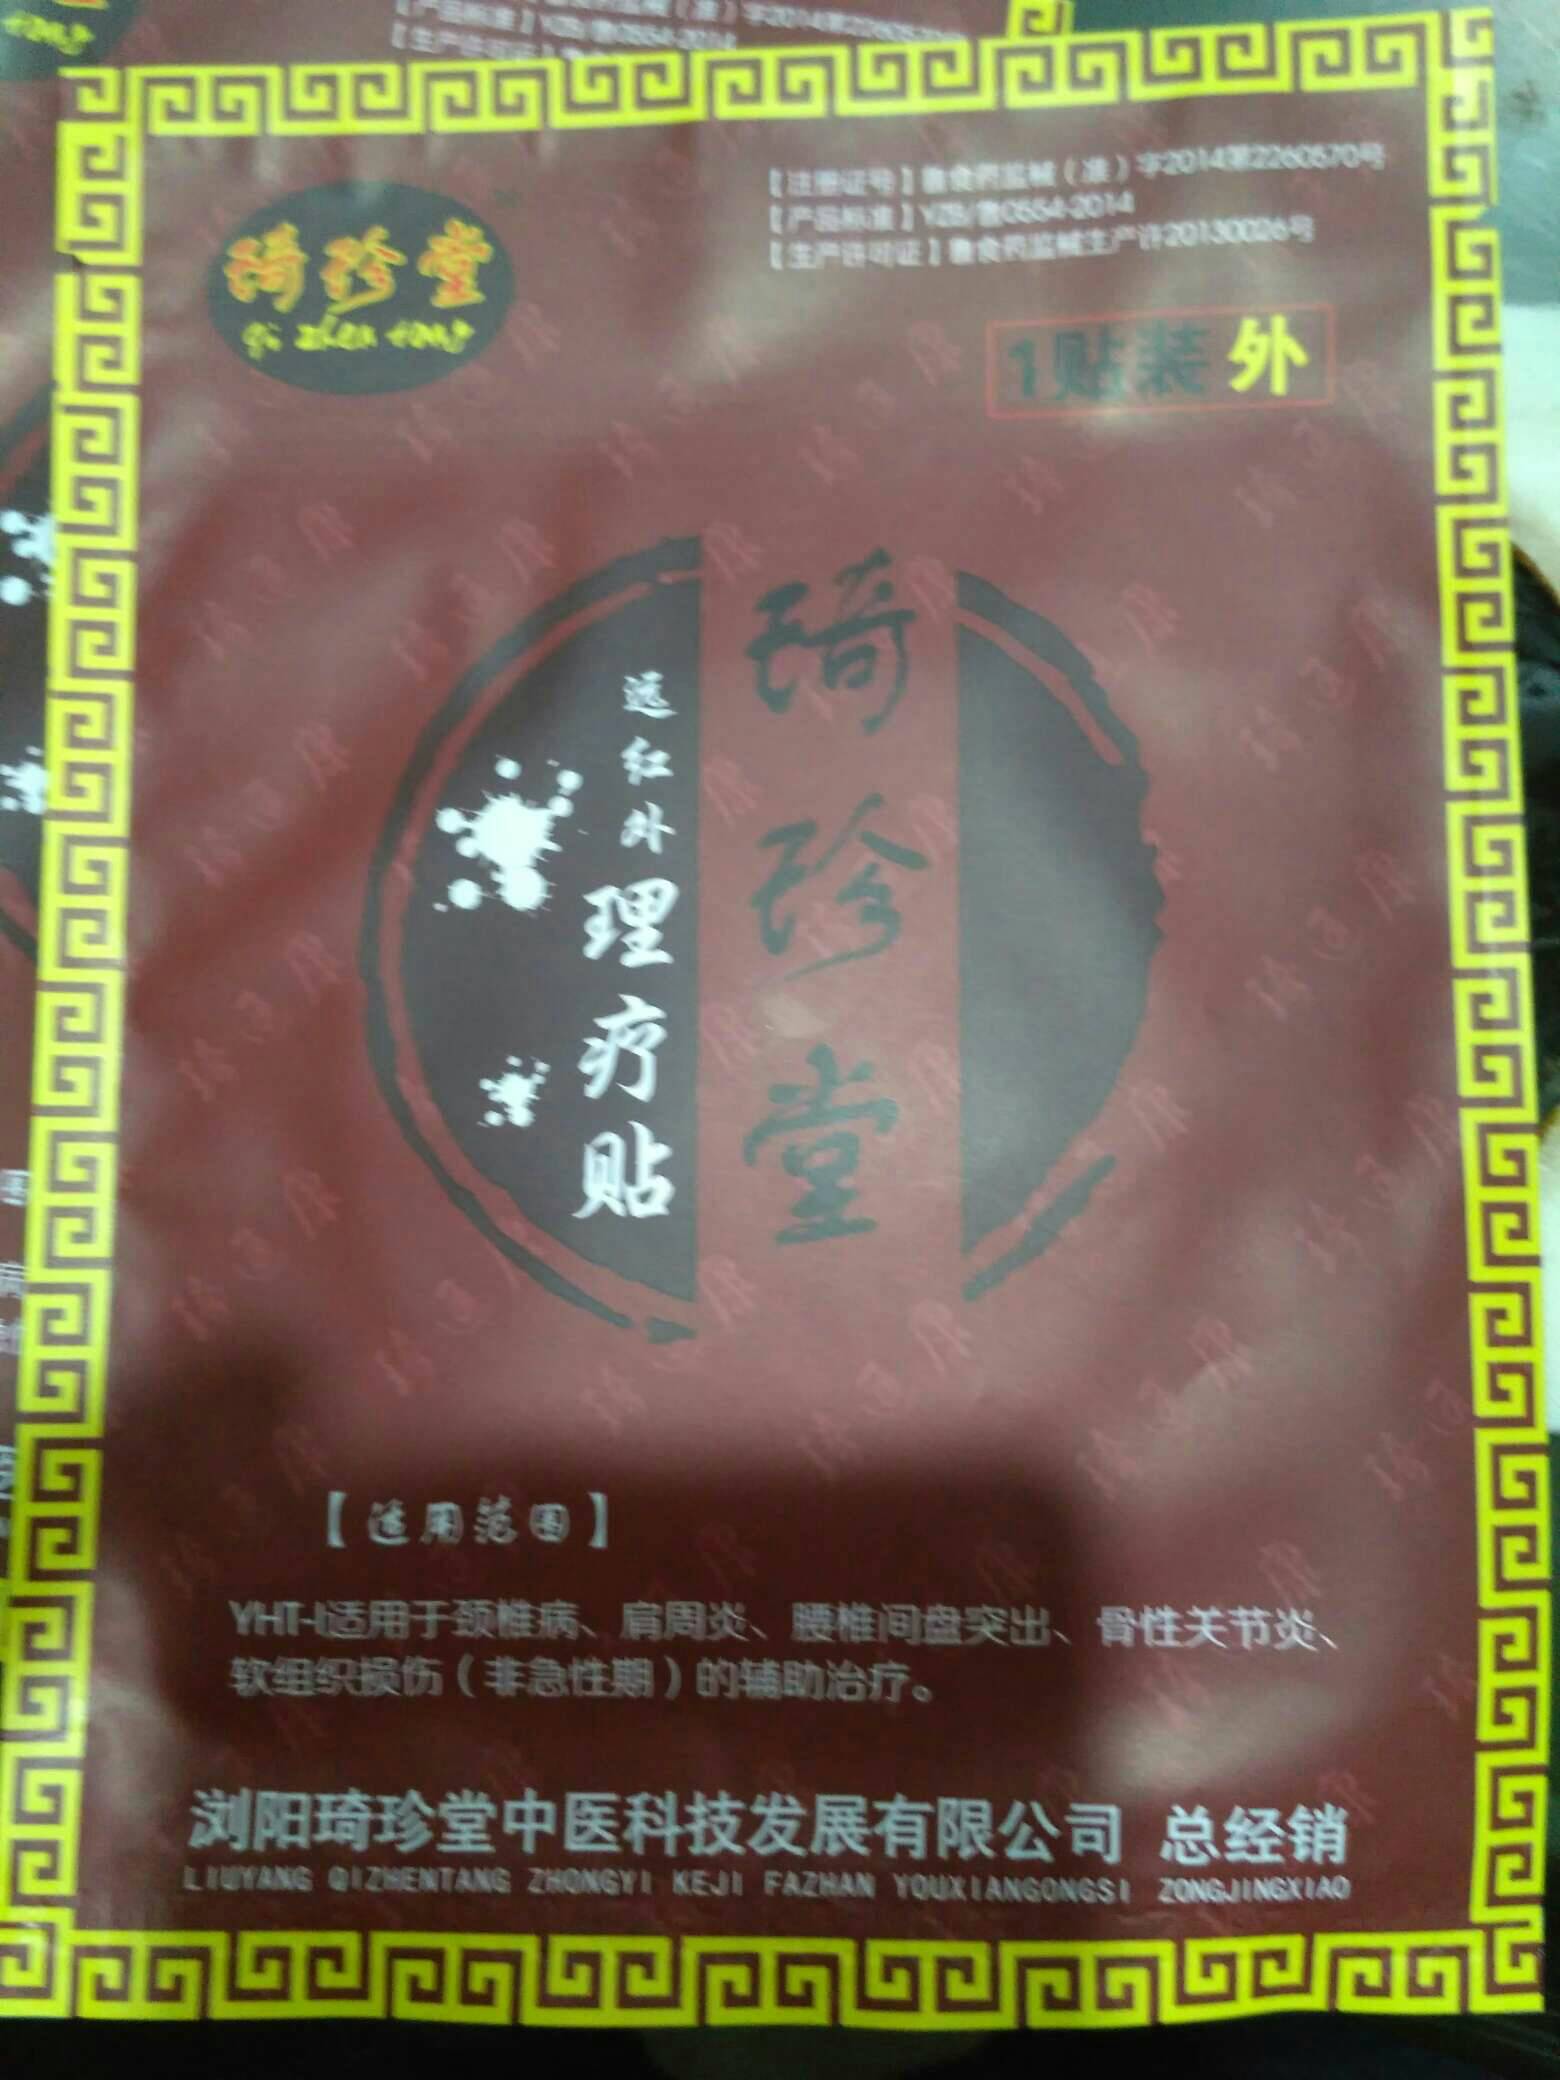 琦珍堂
qi zhen tang
【注册证号】鲁食药监械（准）字2014第2260570号
【产品标准】YZB/鲁0554-2014
【生产许可证】鲁食药监械生产许20130026号
1贴装 外
琦珍堂
远红外理疗贴
【适用范围】
YHT-I适用于颈椎病、肩周炎、腰椎间盘突出、骨性关节炎、
软组织损伤（非急性期）的辅助治疗。
浏阳琦珍堂中医科技发展有限公司 总经销
LIUYANG QIZHENTANG ZHONGYI KEJI FAZHAN YOUXIANGONGSI ZONGJINGXIAO